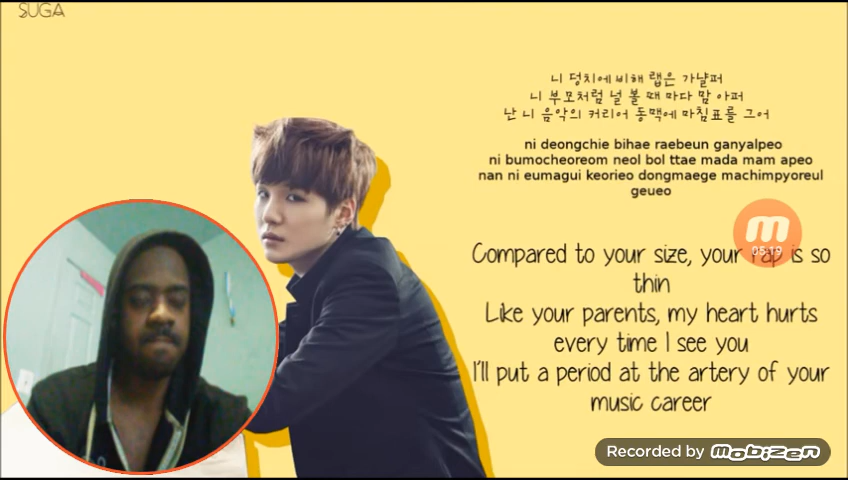 SUGA
니 덩치에 비해 랩은 가냘퍼
니 부모처럼 널 볼 때 마다 맘 아퍼
난 니 음악의 커리어 동맥에 마침표를 그어
ni deongchie bihae raebeun ganyalpeo
ni bumocheoreom neol bol ttae mada mam apeo
nan ni eumagui keorieo dongmaege machimpyoreul
geueo
Compared to your size, your rap is so
thin
Like your parents, my heart hurts
every time I see you
I'll put a period at the artery of your
music career
05:19
Recorded by mobizen